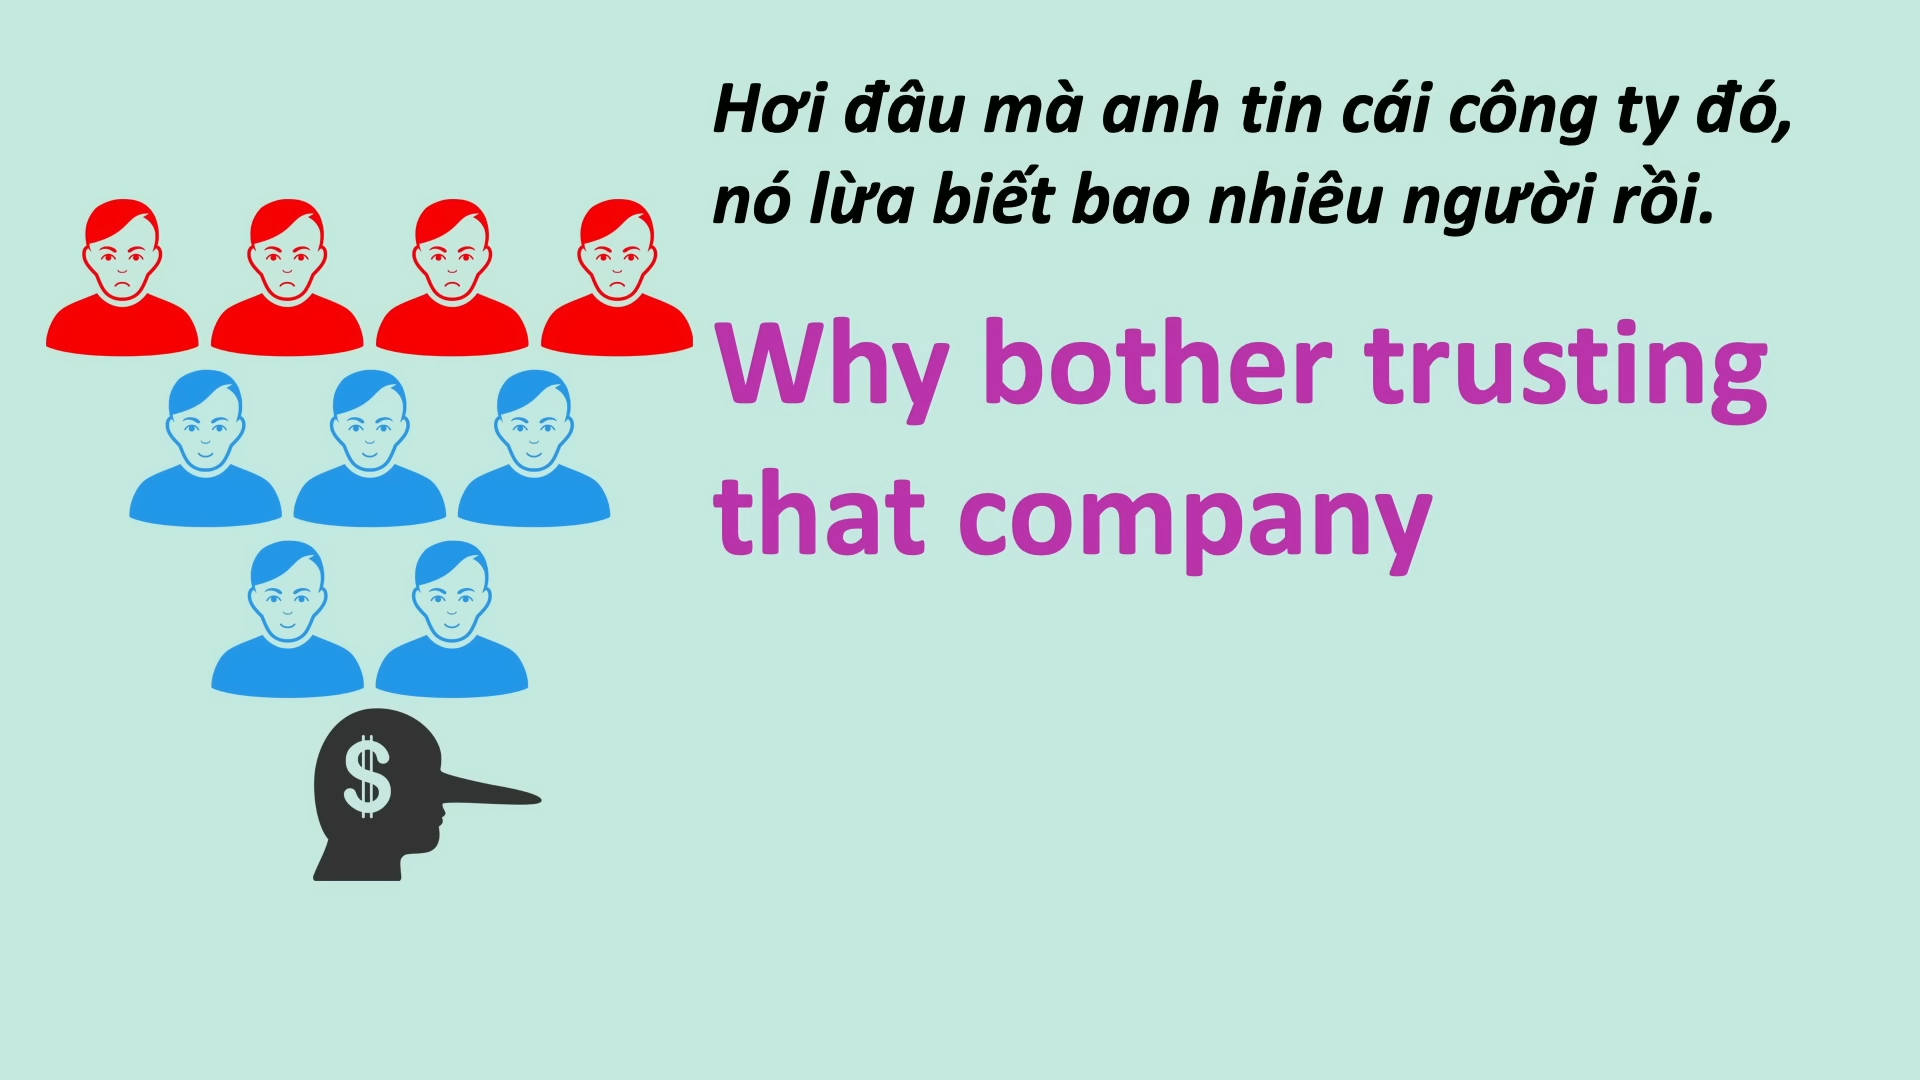 Hơi đâu mà anh tin cái công ty đó,
nó lừa biết bao nhiêu người rồi.
Why bother trusting
that company
$